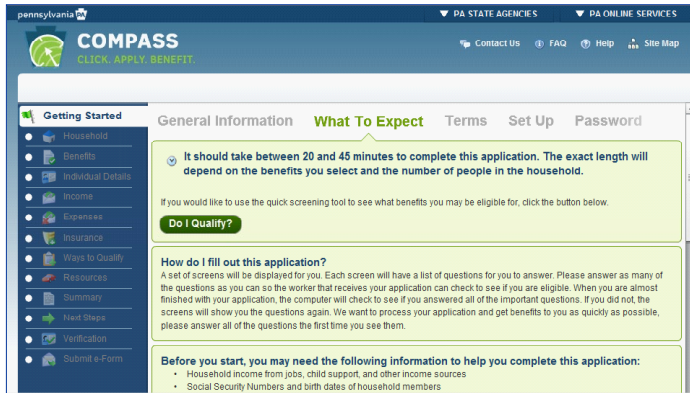 pennsylvania PA
PA STATE AGENCIES
PA ONLINE SERVICES
COMPASS
CLICK. APPLY. BENEFIT.
Contact Us
FAQ
Help
Site Map
Getting Started
Household
Benefits
Individual Details
Income
Expenses
Insurance
Ways to Qualify
Resources
Summary
Next Steps
Verification
Submit e-Form
General Information
What To Expect
Terms
Set Up
Password
It should take between 20 and 45 minutes to complete this application. The exact length will
depend on the benefits you select and the number of people in the household.
If you would like to use the quick screening tool to see what benefits you may be eligible for, click the button below.
Do I Qualify?
How do I fill out this application?
A set of screens will be displayed for you. Each screen will have a list of questions for you to answer. Please answer as many of
the questions as you can so the worker that receives your application can check to see if you are eligible. When you are almost
finished with your application, the computer will check to see if you answered all of the important questions. If you did not, the
screens will show you the questions again. We want to process your application and get benefits to you as quickly as possible,
please answer all of the questions the first time you see them.
Before you start, you may need the following information to help you complete this application:
• Household income from jobs, child support, and other income sources
• Social Security Numbers and birth dates of household members